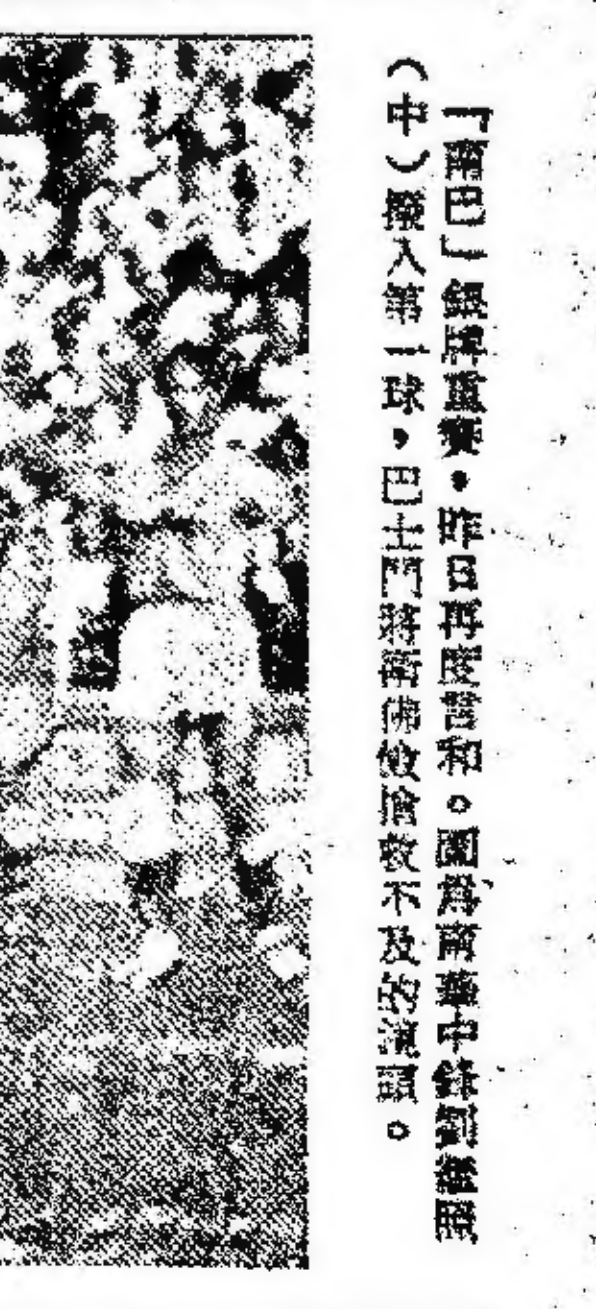 「南巴」銀牌重賽,昨日再度言和。圖為南華中鋒劉繼照
(中)撥入第一球,巴士門將衛佛儉搶救不及的鏡頭。